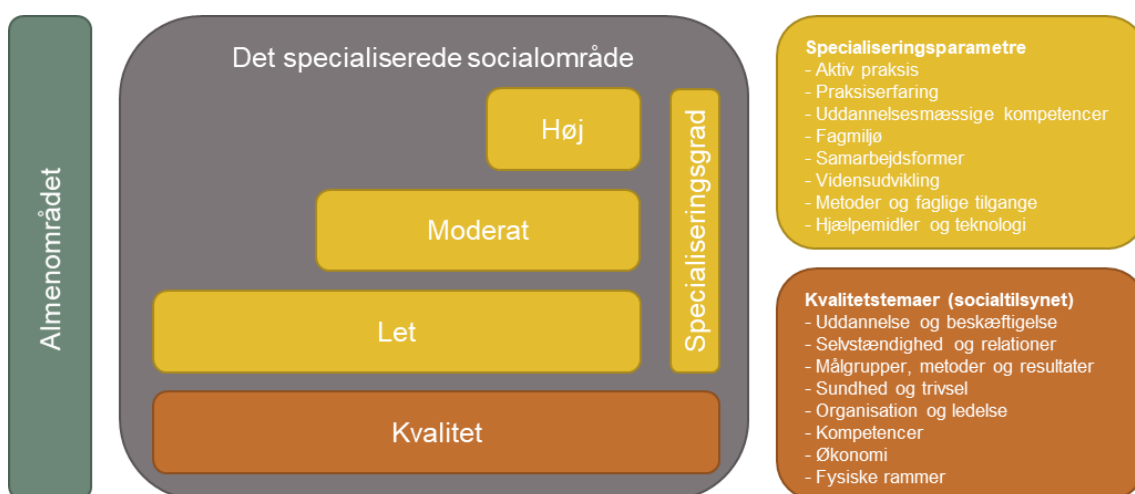 Almenområdet
Det specialiserede socialområde
Høj
Moderat
Let
Specialiseringsgrad
Kvalitet
Specialiseringsparametre
- Aktiv praksis
- Praksiserfaring
- Uddannelsesmæssige kompetencer
- Fagmiljø
- Samarbejdsformer
- Vidensudvikling
- Metoder og faglige tilgange
- Hjælpemidler og teknologi
Kvalitetstemaer (socialtilsynet)
- Uddannelse og beskæftigelse
- Selvstændighed og relationer
- Målgrupper, metoder og resultater
- Sundhed og trivsel
- Organisation og ledelse
- Kompetencer
- Økonomi
- Fysiske rammer